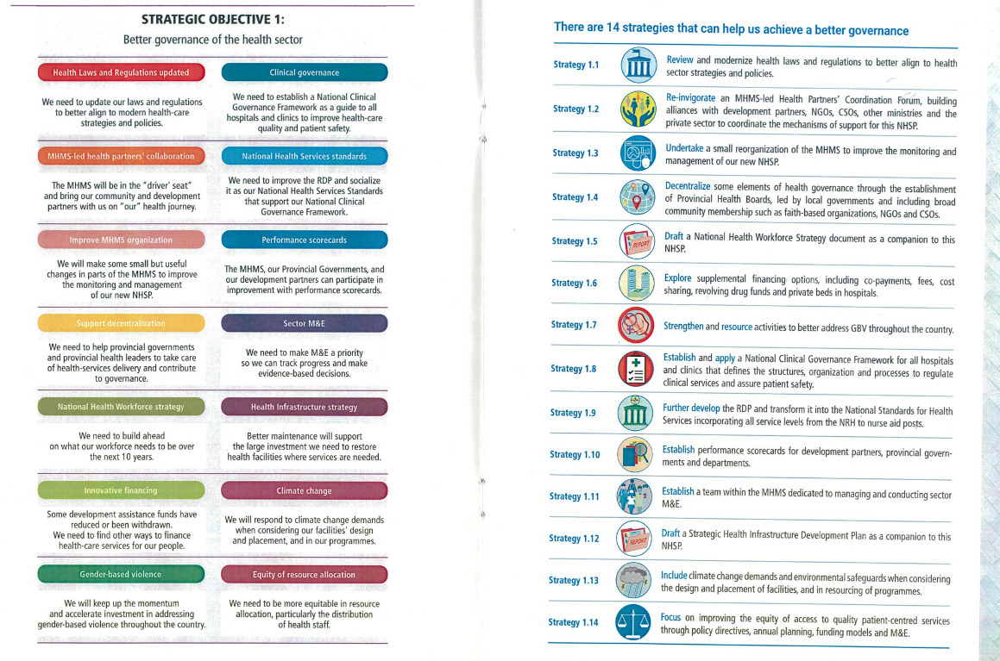 STRATEGIC OBJECTIVE 1:
Better governance of the health sector
Health Laws and Regulations updated
We need to update our laws and regulations
to better align to modern health-care
strategies and policies.
Clinical governance
We need to establish a National Clinical
Governance Framework as a guide to all
hospitals and clinics to improve health-care
quality and patient safety.
MHMS-led health partners' collaboration
The MHMS will be in the "driver' seat"
and bring our community and development
partners with us on "our" health journey.
National Health Services standards
We need to improve the RDP and socialize
it as our National Health Services Standards
that support our National Clinical
Governance Framework.
Improve MHMS organization
We will make some small but useful
changes in parts of the MHMS to improve
the monitoring and management
of our new NHSP.
Performance scorecards
The MHMS, our Provincial Governments, and
our development partners can participate in
improvement with performance scorecards.
Support decentralization
We need to help provincial governments
and provincial health leaders to take care
of health-services delivery and contribute
to governance.
Sector M&E
We need to make M&E a priority
so we can track progress and make
evidence-based decisions.
National Health Workforce strategy
We need to build ahead
on what our workforce needs to be over
the next 10 years.
Health Infrastructure strategy
Better maintenance will support
the large investment we need to restore
health facilities where services are needed.
Innovative financing
Some development assistance funds have
reduced or been withdrawn.
We need to find other ways to finance
health-care services for our people.
Climate change
We will respond to climate change demands
when considering our facilities' design
and placement, and in our programmes.
Gender-based violence
We will keep up the momentum
and accelerate investment in addressing
gender-based violence throughout the country.
Equity of resource allocation
We need to be more equitable in resource
allocation, particularly the distribution
of health staff.
There are 14 strategies that can help us achieve a better governance
Strategy 1.1
Review and modernize health laws and regulations to better align to health
sector strategies and policies.
Strategy 1.2
Re-invigorate an MHMS-led Health Partners' Coordination Forum, building
alliances with development partners, NGOs, CSOs, other ministries and the
private sector to coordinate the mechanisms of support for this NHSP.
Strategy 1.3
Undertake a small reorganization of the MHMS to improve the monitoring and
management of our new NHSP.
Strategy 1.4
Decentralize some elements of health governance through the establishment
of Provincial Health Boards, led by local governments and including broad
community membership such as faith-based organizations, NGOs and CSOs.
Strategy 1.5
REPORT
Draft a National Health Workforce Strategy document as a companion to this
NHSP.
Strategy 1.6
Explore supplemental financing options, including co-payments, fees, cost
sharing, revolving drug funds and private beds in hospitals.
Strategy 1.7
Strengthen and resource activities to better address GBV throughout the country.
Strategy 1.8
Establish and apply a National Clinical Governance Framework for all hospitals
and clinics that defines the structures, organization and processes to regulate
clinical services and assure patient safety.
Strategy 1.9
Further develop the RDP and transform it into the National Standards for Health
Services incorporating all service levels from the NRH to nurse aid posts.
Strategy 1.10
Establish performance scorecards for development partners, provincial govern-
ments and departments.
Strategy 1.11
Establish a team within the MHMS dedicated to managing and conducting sector
M&E.
Strategy 1.12
REPORT
Draft a Strategic Health Infrastructure Development Plan as a companion to this
NHSP.
Strategy 1.13
Include climate change demands and environmental safeguards when considering
the design and placement of facilities, and in resourcing of programmes.
Strategy 1.14
Focus on improving the equity of access to quality patient-centred services
through policy directives, annual planning, funding models and M&E.